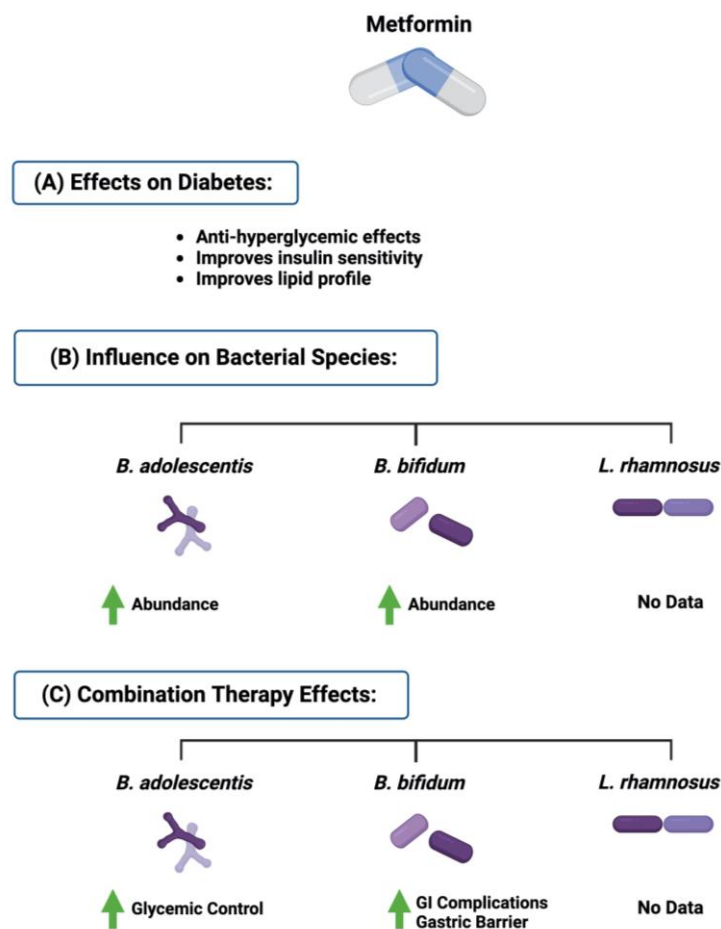 Metformin
(A) Effects on Diabetes:
• Anti-hyperglycemic effects
• Improves insulin sensitivity
• Improves lipid profile
(B) Influence on Bacterial Species:
B. adolescentis
B. bifidum
L. rhamnosus
Abundance
Abundance
No Data
(C) Combination Therapy Effects:
B. adolescentis
B. bifidum
L. rhamnosus
Glycemic Control
GI Complications
Gastric Barrier
No Data